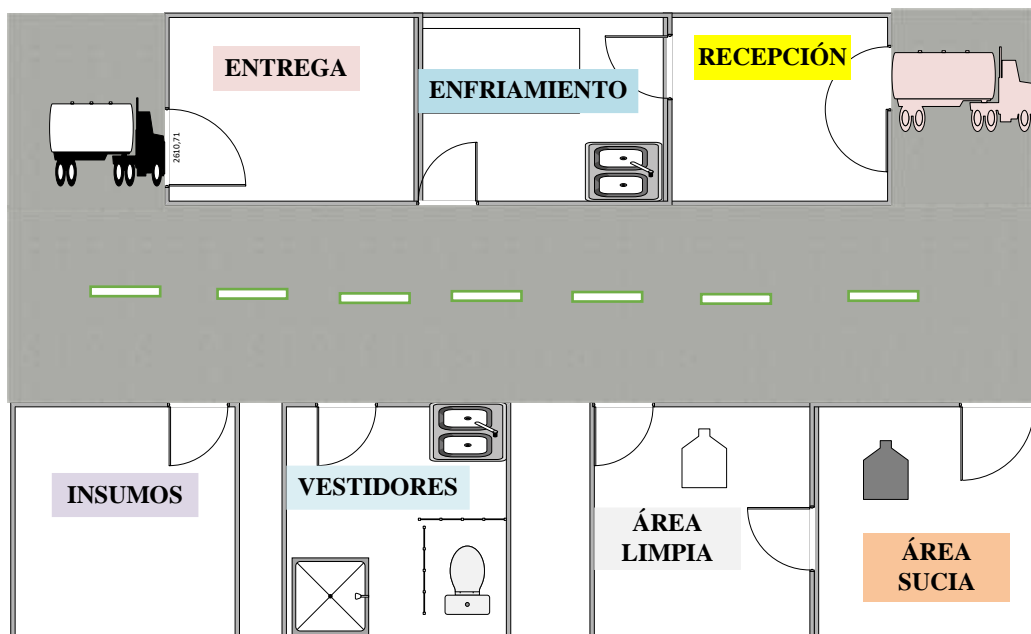 ENTREGA
ENFRIAMIENTO
RECEPCIÓN
2610,71
INSUMOS
VESTIDORES
ÁREA
LIMPIA
ÁREA
SUCIA